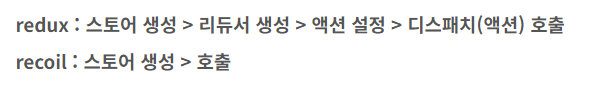 redux : 스토어 생성 > 리듀서 생성 > 액션 설정 > 디스패치(액션) 호출
recoil : 스토어 생성 > 호출